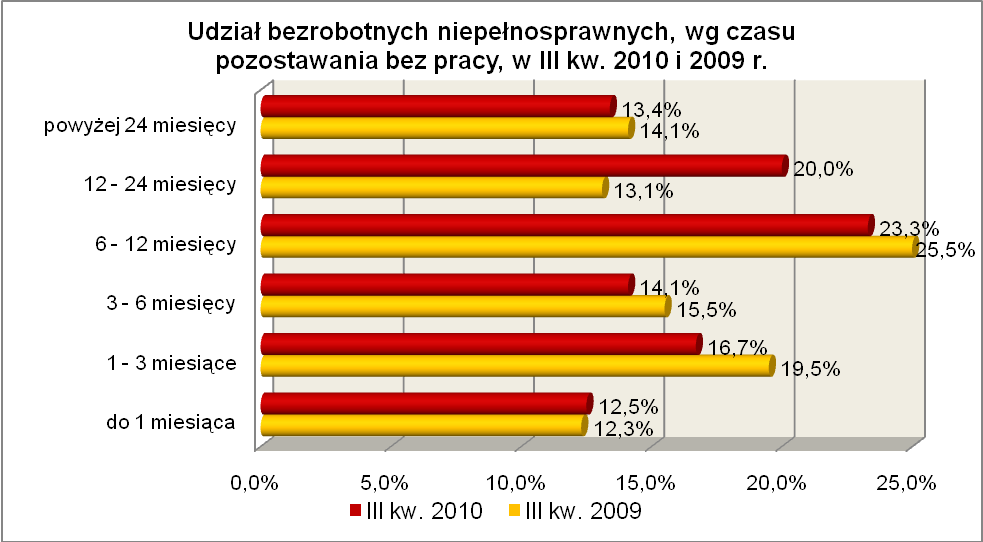 Udział bezrobotnych niepełnosprawnych, wg czasu
pozostawania bez pracy, w III kw. 2010 i 2009 r.
powyżej 24 miesięcy
13,4%
14,1%
12 - 24 miesięcy
20,0%
13,1%
6 - 12 miesięcy
23,3%
25,5%
3 - 6 miesięcy
14,1%
15,5%
1 - 3 miesiące
16,7%
19,5%
do 1 miesiąca
12,5%
12,3%
0,0% 5,0% 10,0% 15,0% 20,0% 25,0%
III kw. 2010 III kw. 2009